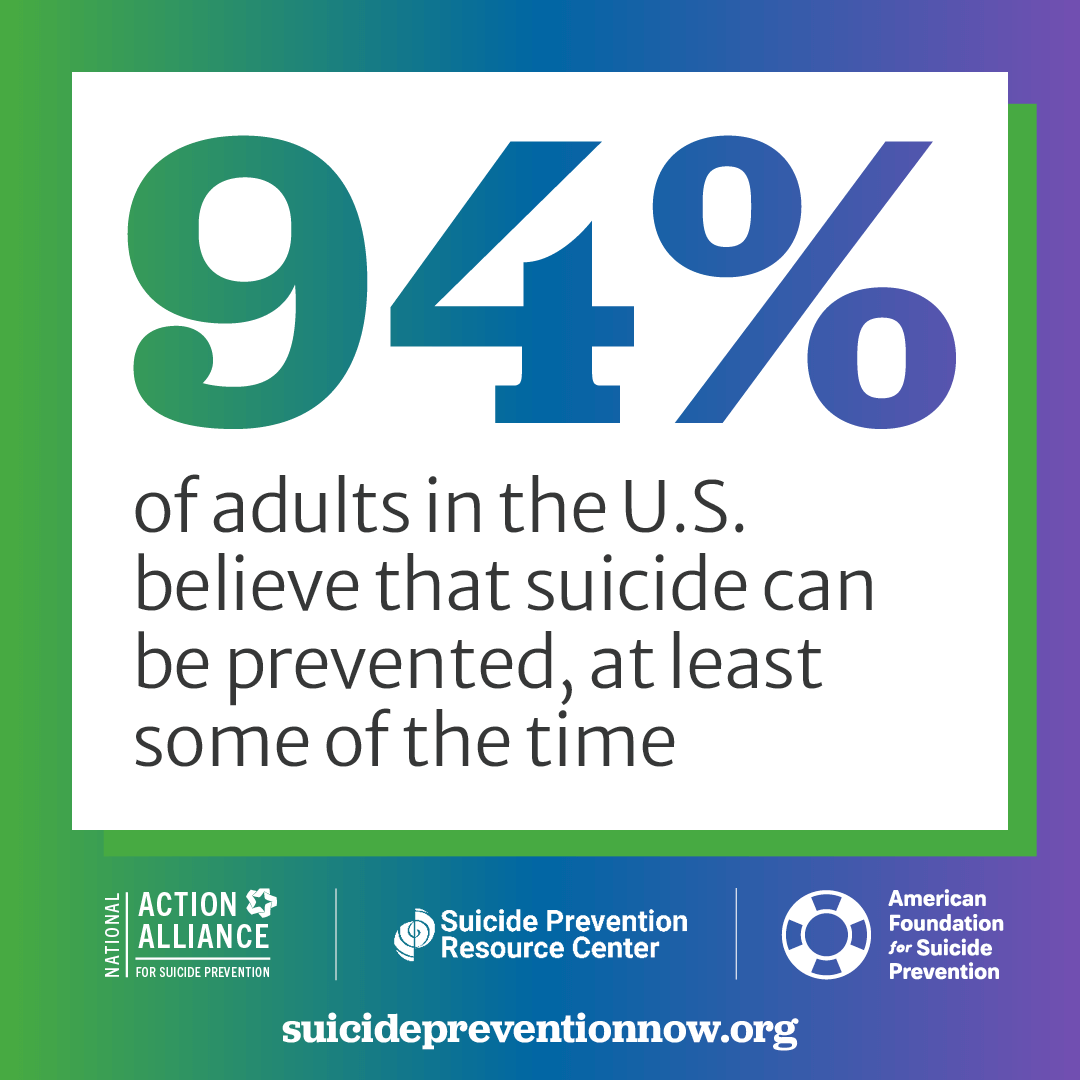 94%
of adults in the U.S.
believe that suicide can
be prevented, at least
some of the time
NATIONAL
ACTION
ALLIANCE
FOR SUICIDE PREVENTION
Suicide Prevention
Resource Center
American
Foundation
for Suicide
Prevention
suicidepreventionnow.org